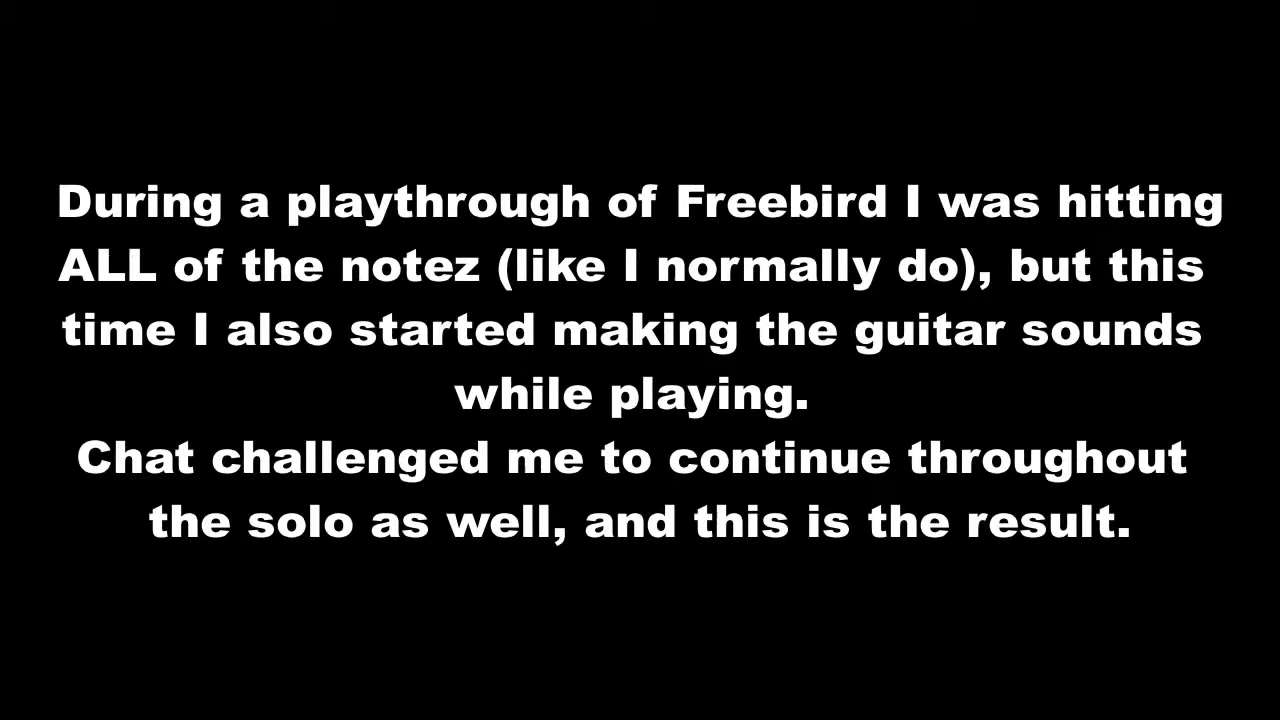 During a playthrough of Freebird I was hitting
ALL of the notez (like I normally do), but this
time I also started making the guitar sounds
while playing.
Chat challenged me to continue throughout
the solo as well, and this is the result.